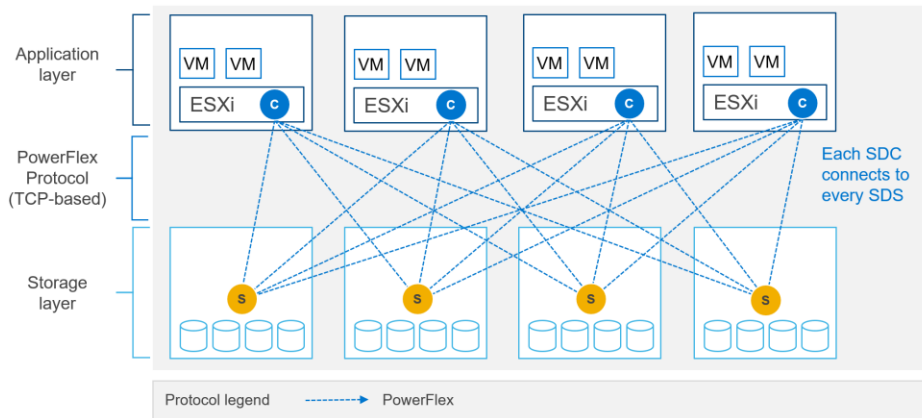 Application
layer
VM VM
ESXi C
VM VM
ESXi C
VM VM
ESXi C
VM VM
ESXi C
PowerFlex
Protocol
(TCP-based)
Each SDC
connects to
every SDS
Storage
layer
S
S
S
S
Protocol legend PowerFlex